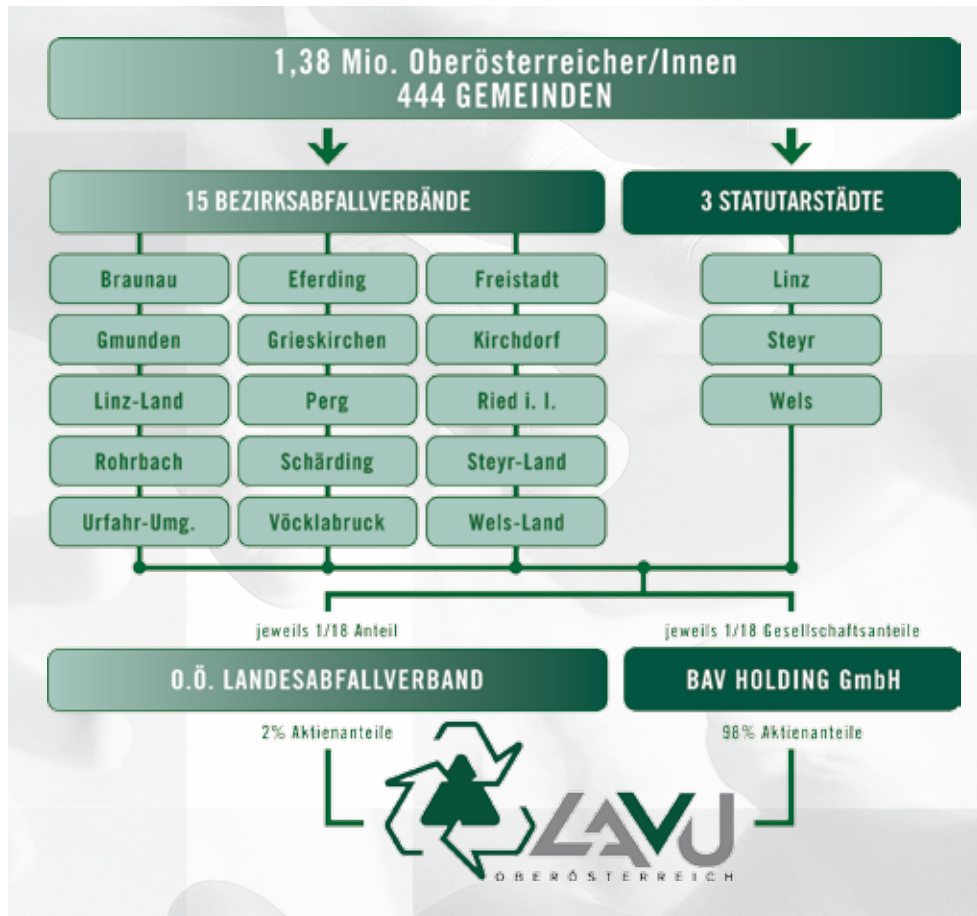 1,38 Mio. Oberösterreicher/Innen
444 GEMEINDEN
15 BEZIRKSABFALLVERBÄNDE
3 STATUTARSTÄDTE
Braunau
Eferding
Freistadt
Linz
Gmunden
Grieskirchen
Kirchdorf
Steyr
Linz-Land
Perg
Ried i. I.
Wels
Rohrbach
Schärding
Steyr-Land
Urfahr-Umg.
Vöcklabruck
Wels-Land
jeweils 1/18 Anteil
jeweils 1/18 Gesellschaftsanteile
O.Ö. LANDESABFALLVERBAND
BAV HOLDING GmbH
2% Aktienanteile
98% Aktienanteile
LAVU
OBERÖSTERREICH